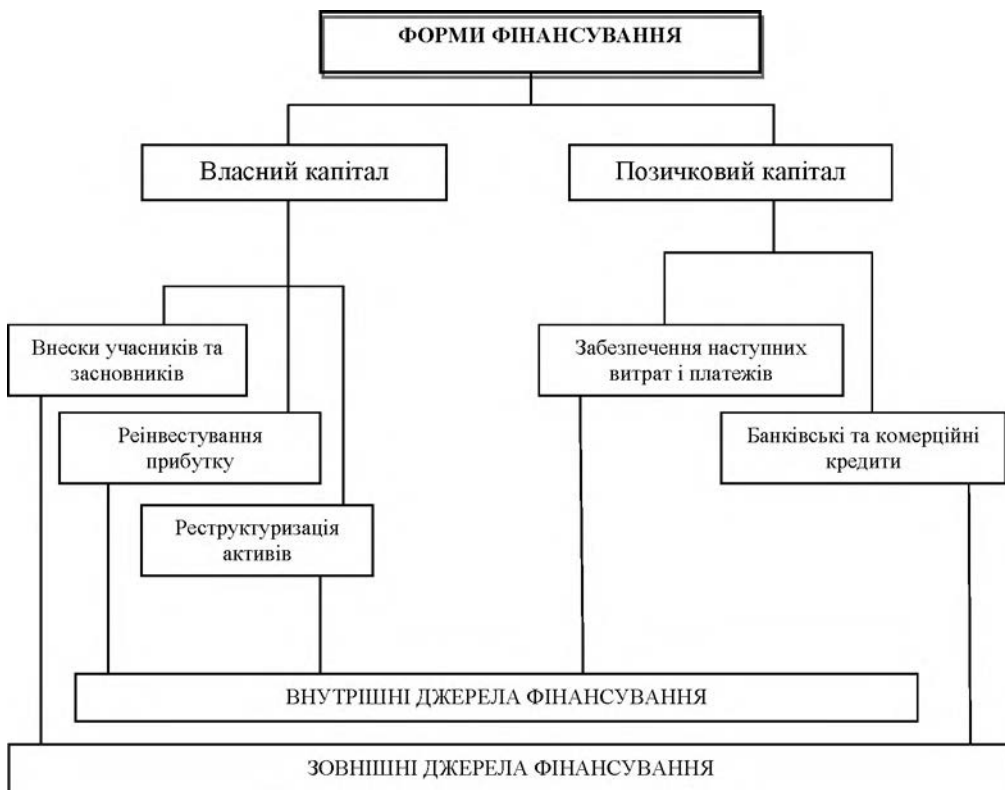 ФОРМИ ФІНАНСУВАННЯ
Власний капітал
Позичковий капітал
Внески учасників та
засновників
Забезпечення наступних
витрат і платежів
Реінвестування
прибутку
Банківські та комерційні
кредити
Реструктуризація
активів
ВНУТРІШНІ ДЖЕРЕЛА ФІНАНСУВАННЯ
ЗОВНІШНІ ДЖЕРЕЛА ФІНАНСУВАННЯ